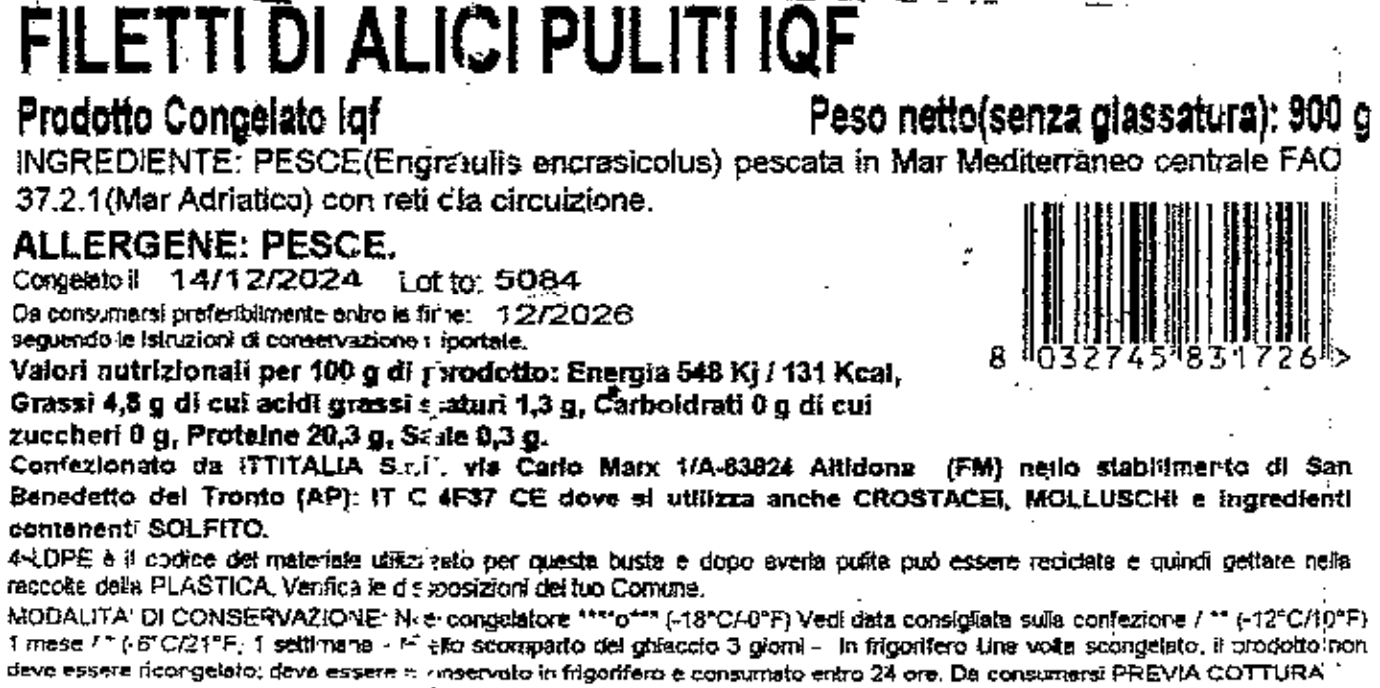 FILETTI DI ALICI PULITI IQF
Prodotto Congelato Iqf Peso netto(senza glassatura): 900 g
INGREDIENTE: PESCE(Engraulis encrasicolus) pescata in Mar Mediterraneo centrale FAO
37.2.1(Mar Adriatico) con reti da circuizione.
ALLERGENE: PESCE.
Congelato il 14/12/2024 Lotto: 5084
Da consumarsi preferibilmente entro la fine: 12/2026
seguendo le istruzioni di conservazione riportate.
8 032745 831726 >
Valori nutrizionali per 100 g di prodotto: Energia 548 Kj / 131 Kcal,
Grassi 4,8 g di cui acidi grassi saturi 1,3 g, Carboidrati 0 g di cui
zuccheri 0 g, Proteine 20,3 g, Sale 0,3 g.
Confezionato da ITTITALIA S.r.l. via Carlo Marx 1/A-63824 Altidona (FM) nello stabilimento di San
Benedetto del Tronto (AP): IT C 4F37 CE dove si utilizza anche CROSTACEI, MOLLUSCHI e ingredienti
contenenti SOLFITO.
4-LDPE è il codice del materiale utilizzato per questa busta e dopo averla pulita può essere riciclata e quindi gettare nella
raccolta della PLASTICA. Verifica le disposizioni del tuo Comune.
MODALITA' DI CONSERVAZIONE: Nel congelatore ****o*** (-18°C/-0°F) Vedi data consigliata sulla confezione / ** (-12°C/10°F)
1 mese / * (-6°C/21°F) 1 settimana - Nello scomparto del ghiaccio 3 giorni - In frigorifero Una volta scongelato, il prodotto non
deve essere ricongelato; deve essere conservato in frigorifero e consumato entro 24 ore. Da consumarsi PREVIA COTTURA